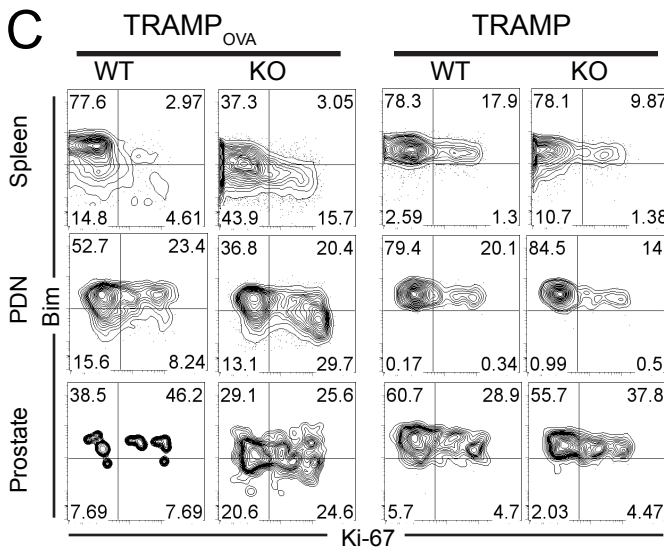 C
TRAMP OVA TRAMP
WT KO WT KO
Spleen
77.6 2.97 37.3 3.05 78.3 17.9 78.1 9.87
14.8 4.61 43.9 15.7 2.59 1.3 10.7 1.38
PDN
Bim
52.7 23.4 36.8 20.4 79.4 20.1 84.5 14
15.6 8.24 13.1 29.7 0.17 0.34 0.99 0.5
Prostate
38.5 46.2 29.1 25.6 60.7 28.9 55.7 37.8
7.69 7.69 20.6 24.6 5.7 4.7 2.03 4.47
Ki-67